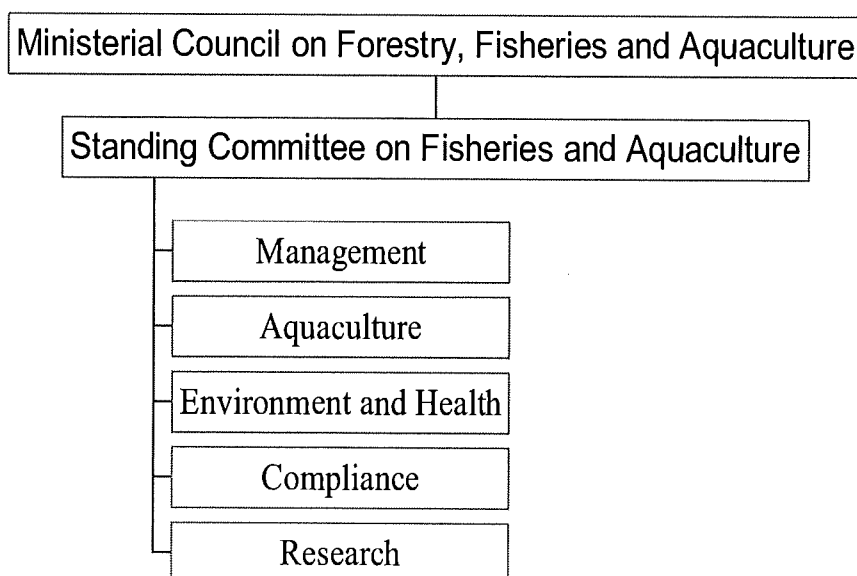 Ministerial Council on Forestry, Fisheries and Aquaculture
Standing Committee on Fisheries and Aquaculture
Management
Aquaculture
Environment and Health
Compliance
Research